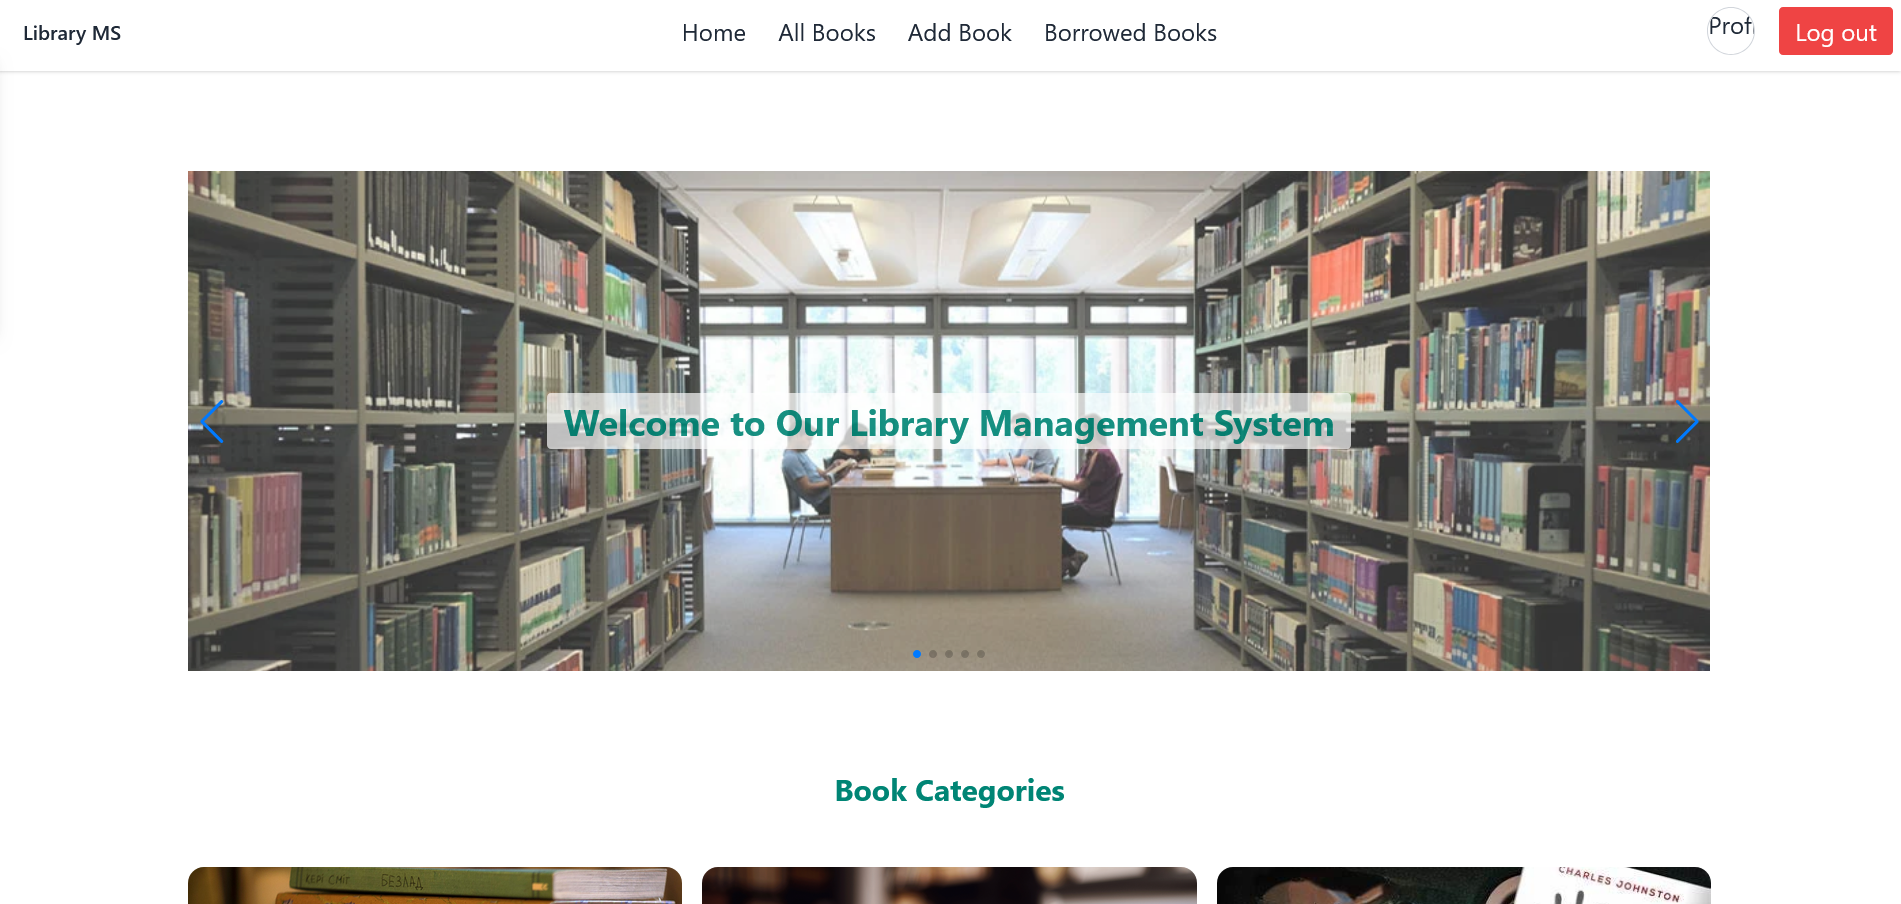 Library MS
Home
All Books
Add Book
Borrowed Books
Prof
Log out
Welcome to Our Library Management System
Book Categories
КЕРІ СМІТ БЕЗЛАД
CHARLES JOHNSTON